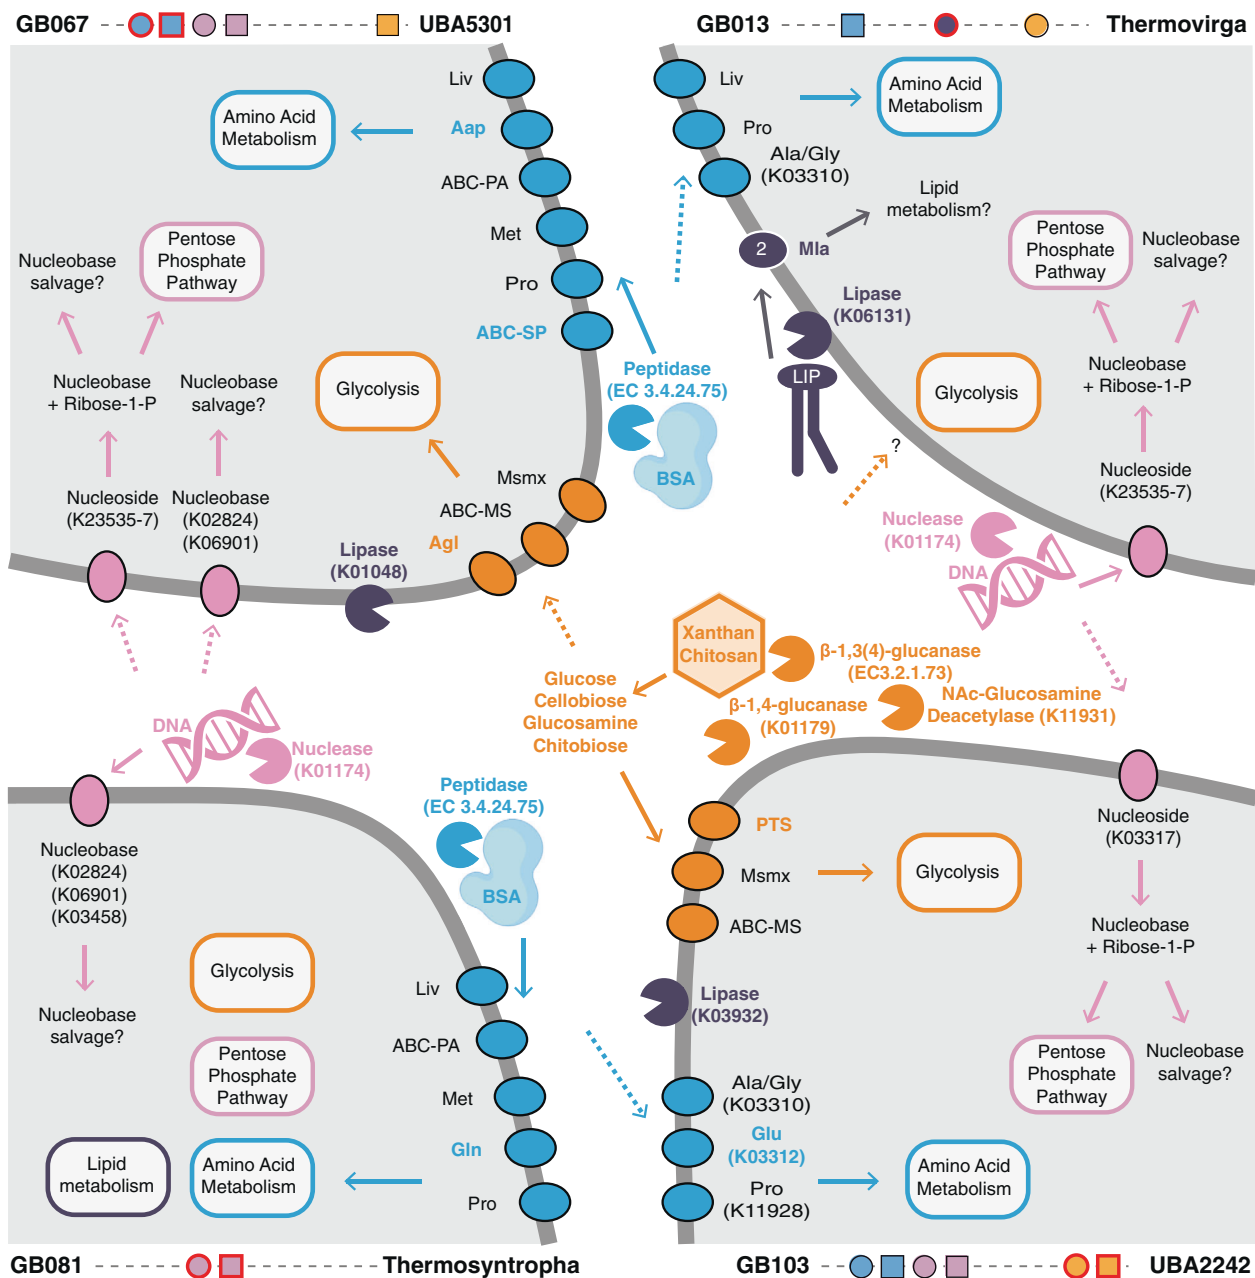 GB067
UBA5301
Liv
Aap
ABC-PA
Met
Pro
ABC-SP
Amino Acid
Metabolism
Nucleobase
salvage?
Pentose
Phosphate
Pathway
Nucleobase
+ Ribose-1-P
Nucleobase
salvage?
Glycolysis
Nucleoside
(K23535-7)
Nucleobase
(K02824)
(K06901)
Msmx
ABC-MS
Agl
Lipase
(K01048)
Peptidase
(EC 3.4.24.75)
BSA
GB013
Thermovirga
Liv
Pro
Ala/Gly
(K03310)
Amino Acid
Metabolism
2
Mla
Lipid
metabolism?
Lipase
(K06131)
LIP
?
Pentose
Phosphate
Pathway
Nucleobase
salvage?
Nucleobase
+ Ribose-1-P
Glycolysis
Nucleoside
(K23535-7)
Nuclease
(K01174)
DNA
Xanthan
Chitosan
β-1,3(4)-glucanase
(EC3.2.1.73)
β-1,4-glucanase
(K01179)
NAc-Glucosamine
Deacetylase (K11931)
Glucose
Cellobiose
Glucosamine
Chitobiose
DNA
Nuclease
(K01174)
Peptidase
(EC 3.4.24.75)
BSA
Nucleobase
(K02824)
(K06901)
(K03458)
Nucleobase
salvage?
Glycolysis
Pentose
Phosphate
Pathway
Lipid
metabolism
Amino Acid
Metabolism
Liv
ABC-PA
Met
Gln
Pro
GB081
Thermosyntropha
PTS
Msmx
ABC-MS
Glycolysis
Lipase
(K03932)
Nucleoside
(K03317)
Nucleobase
+ Ribose-1-P
Pentose
Phosphate
Pathway
Nucleobase
salvage?
Ala/Gly
(K03310)
Glu
(K03312)
Pro
(K11928)
Amino Acid
Metabolism
GB103
UBA2242